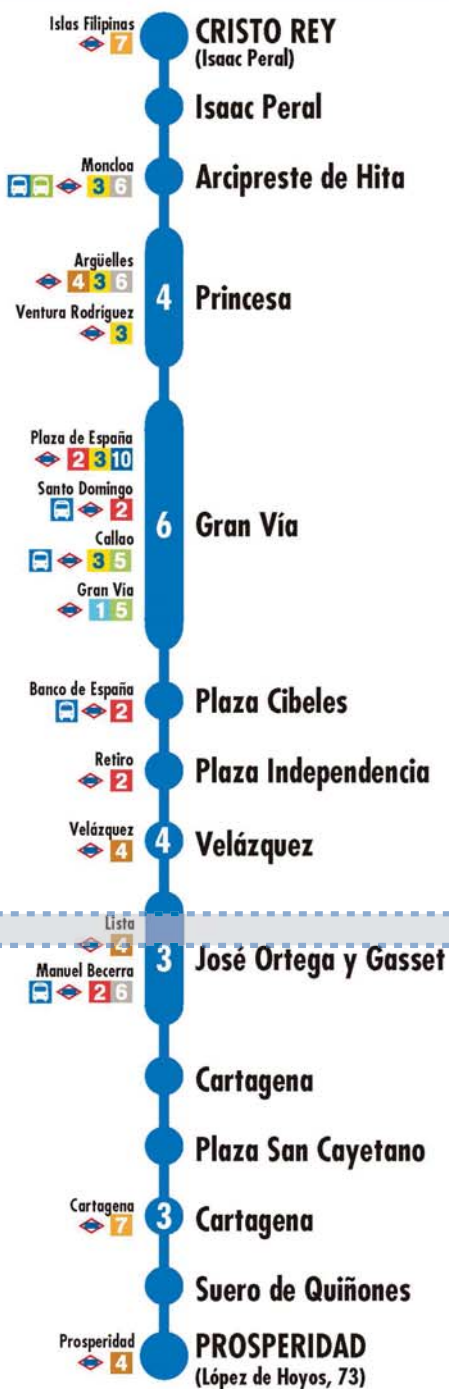 Islas Filipinas
7
CRISTO REY
(Isaac Peral)
Isaac Peral
Moncloa
3 6
Arcipreste de Hita
Argüelles
4 3 6
Ventura Rodríguez
3
4
Princesa
Plaza de España
2 3 10
Santo Domingo
2
Callao
3 5
Gran Vía
1 5
6
Gran Vía
Banco de España
2
Plaza Cibeles
Retiro
2
Plaza Independencia
Velázquez
4
4
Velázquez
Lista
4
Manuel Becerra
2 6
3
José Ortega y Gasset
Cartagena
Plaza San Cayetano
Cartagena
7
3
Cartagena
Suero de Quiñones
Prosperidad
4
PROSPERIDAD
(López de Hoyos, 73)